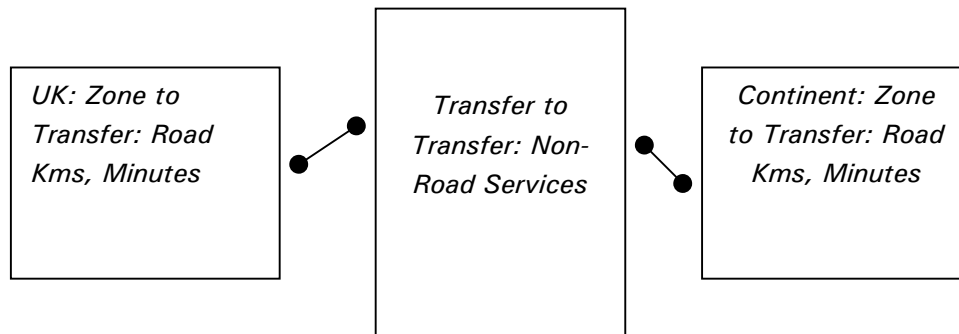 UK: Zone to
Transfer: Road
Kms, Minutes
Transfer to
Transfer: Non-
Road Services
Continent: Zone
to Transfer: Road
Kms, Minutes